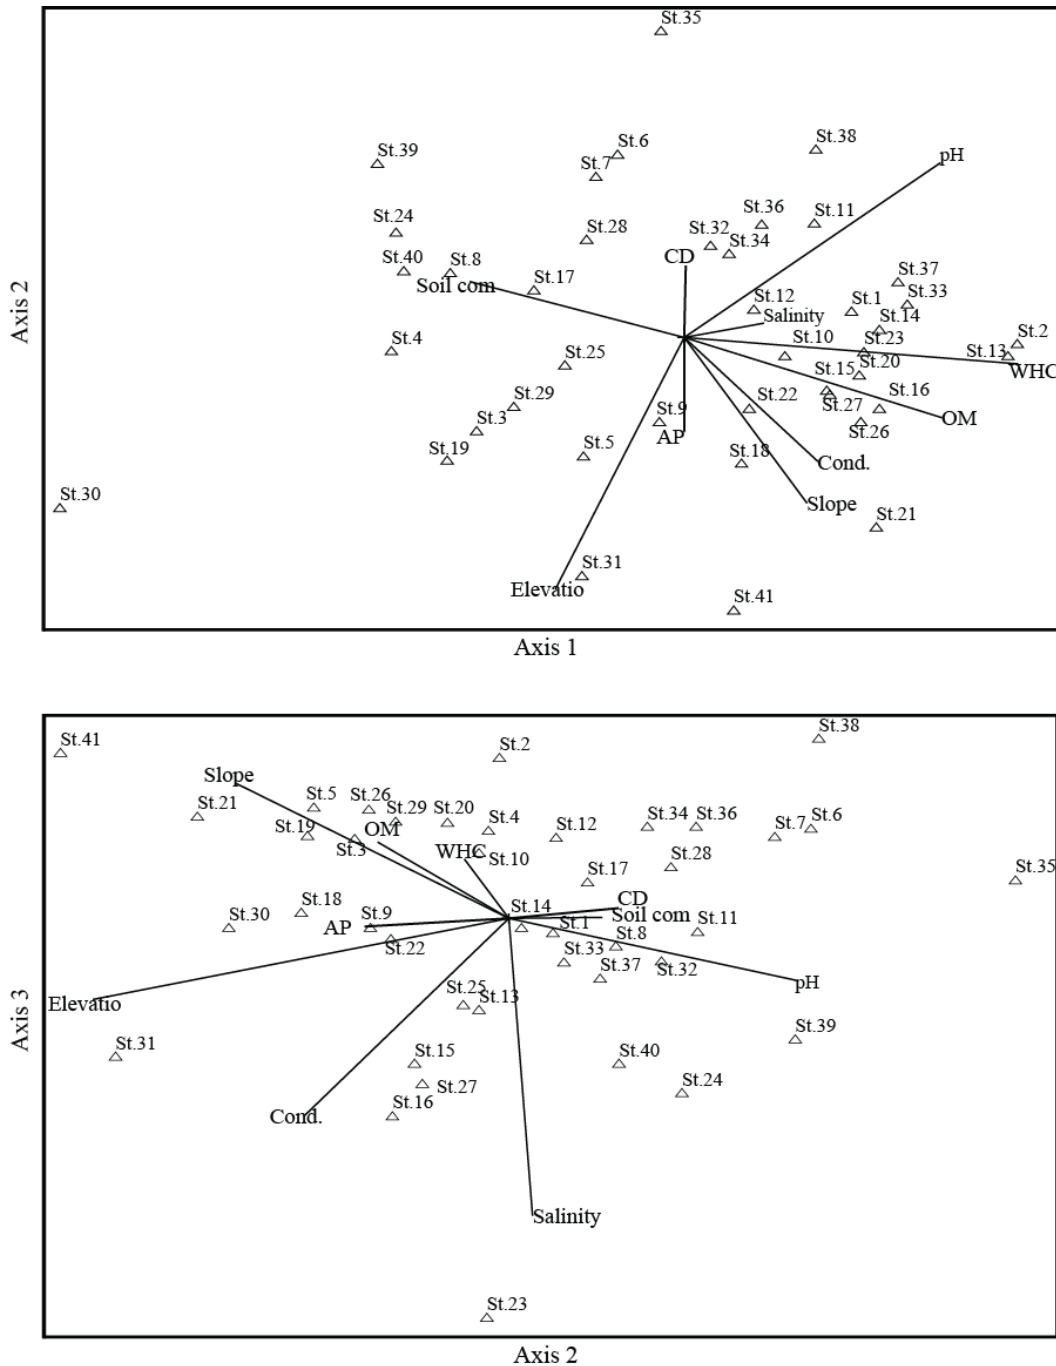 St.35
St.6
St.38
St.39
St.7
pH
St.24
St.36
St.11
St.28
St.32
St.34
CD
St.40
St.8
Soil com
St.17
St.37
St.12
St.1
St.33
Salinity
St.14
St.10
St.23
St.2
St.13
WHC
St.4
St.25
St.15
St.20
St.29
St.22
St.27
St.16
OM
St.3
St.9
AP
St.26
St.19
St.5
St.18
Cond.
St.30
Slope
St.21
St.31
Elevatio
St.41
Axis 2
Axis 1
St.41
St.2
St.38
Slope
St.21
St.5
St.26
St.29
St.20
St.4
St.34
St.36
St.7
St.6
St.19
OM
St.3
WHC
St.10
St.12
St.28
St.17
St.35
St.30
St.18
St.9
AP
St.22
St.14
CD
Soil com
St.1
St.8
St.11
St.33
St.37
St.32
pH
Elevatio
St.25
St.13
St.31
St.15
St.27
St.16
St.40
St.39
St.24
Cond.
Salinity
St.23
Axis 3
Axis 2